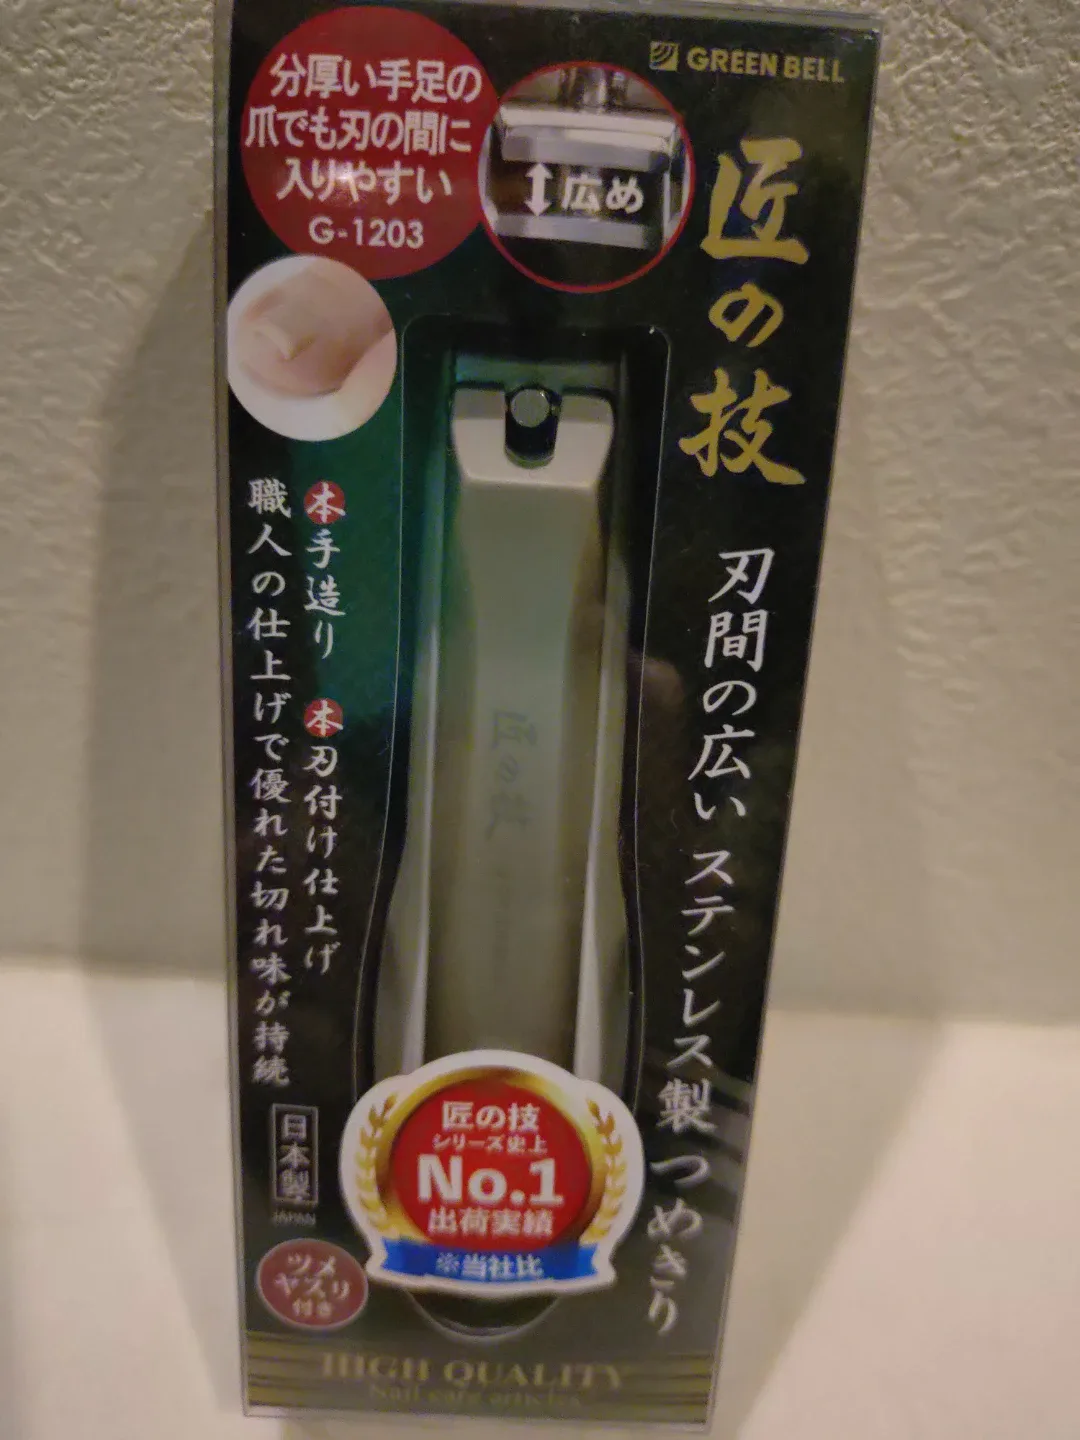 GREEN BELL
分厚い手足の
爪でも刃の間に
入りやすい
G-1203
広め
匠の技
刃間の広い ステンレス製つめきり
本手造り 本刃付け仕上げ
職人の仕上げで優れた切れ味が持続
匠の技
日本製
JAPAN
ツメ
ヤスリ
付き
匠の技
シリーズ史上
No.1
出荷実績
※当社比
HIGH QUALITY
Nail care articles